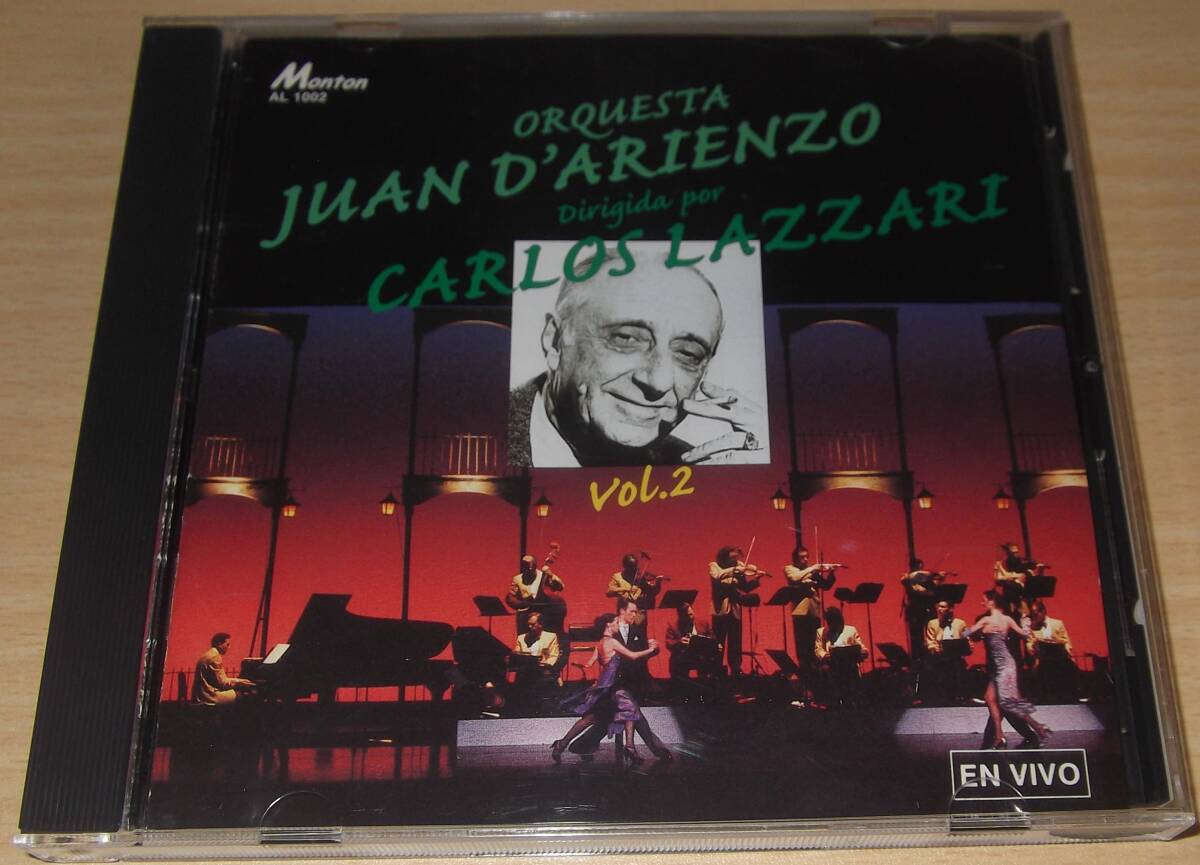 Monton
AL 1002
ORQUESTA
JUAN D'ARIENZO
Dirigida por
CARLOS LAZZARI
Vol.2
EN VIVO